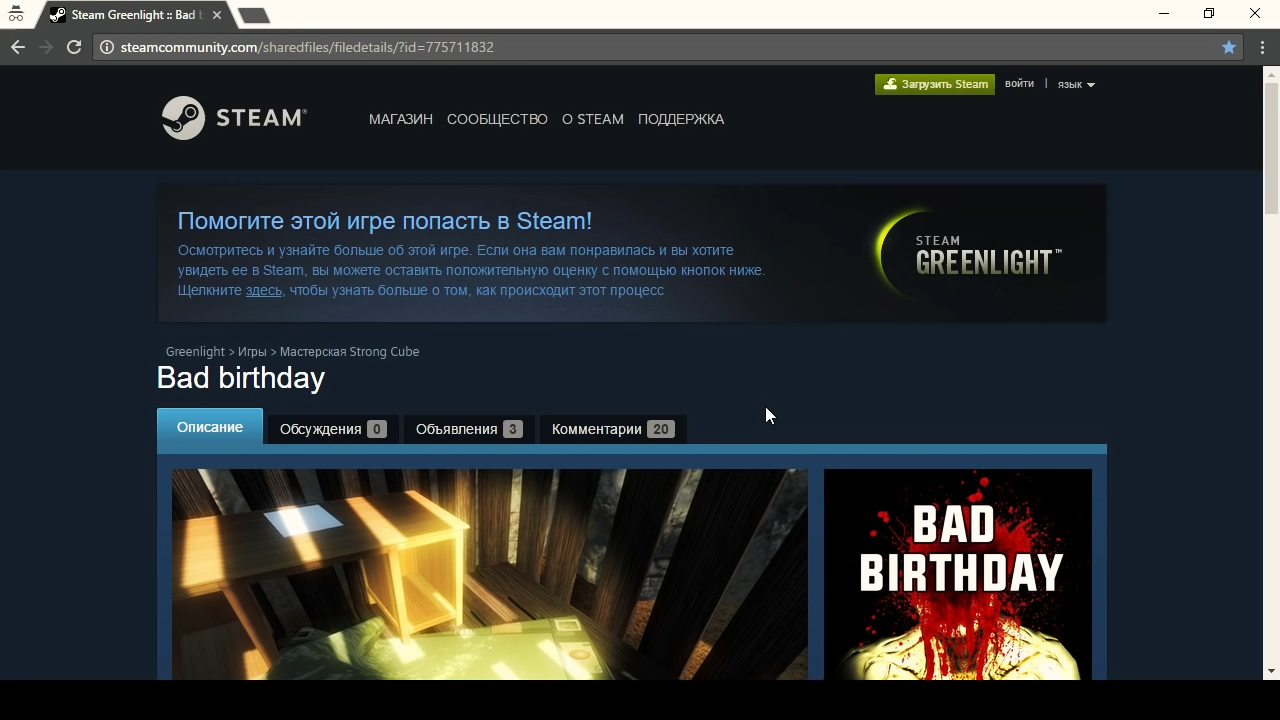 Steam Greenlight :: Bad
steamcommunity.com/sharedfiles/filedetails/?id=775711832
Загрузить Steam
войти | язык
STEAM®
МАГАЗИН СООБЩЕСТВО О STEAM ПОДДЕРЖКА
Помогите этой игре попасть в Steam!
Осмотритесь и узнайте больше об этой игре. Если она вам понравилась и вы хотите
увидеть ее в Steam, вы можете оставить положительную оценку с помощью кнопок ниже.
Щелкните здесь, чтобы узнать больше о том, как происходит этот процесс
STEAM
GREENLIGHT™
Greenlight > Игры > Мастерская Strong Cube
Bad birthday
Описание
Обсуждения 0
Объявления 3
Комментарии 20
BAD
BIRTHDAY